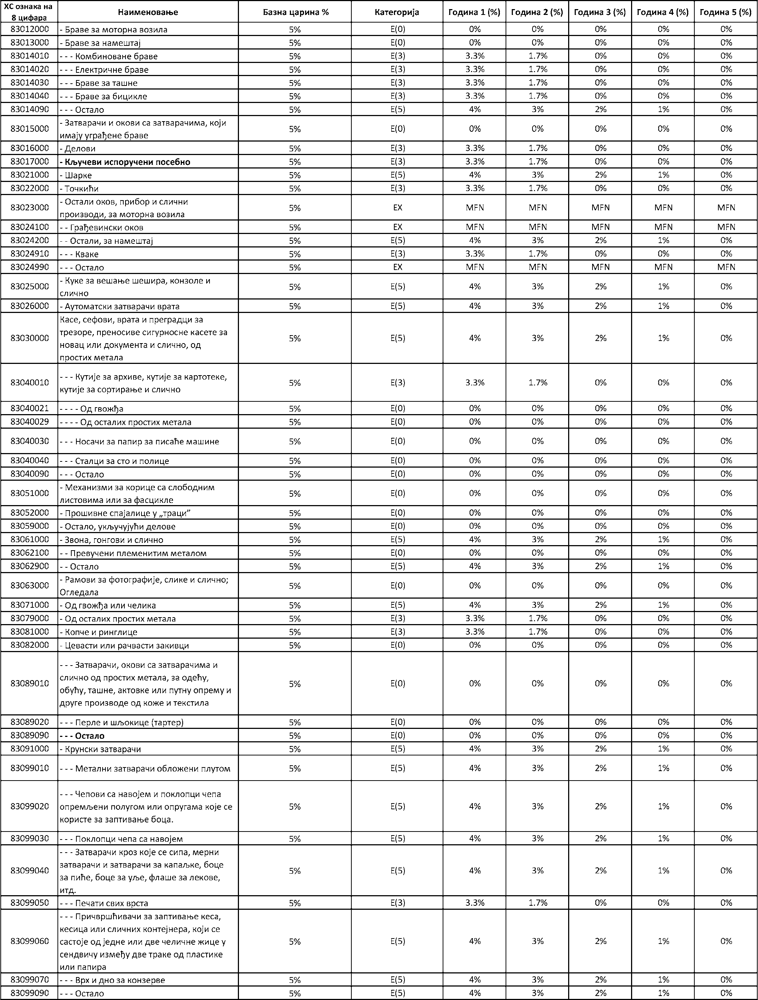 ХС ознака на 8 цифара Наименовање Базна царина % Категорија Година 1 (%) Година 2 (%) Година 3 (%) Година 4 (%) Година 5 (%)
83012000 - Браве за моторна возила 5% E(0) 0% 0% 0% 0% 0%
83013000 - Браве за намештај 5% E(0) 0% 0% 0% 0% 0%
83014010 - - - Комбиноване браве 5% E(3) 3.3% 1.7% 0% 0% 0%
83014020 - - - Електричне браве 5% E(3) 3.3% 1.7% 0% 0% 0%
83014030 - - - Браве за ташне 5% E(3) 3.3% 1.7% 0% 0% 0%
83014040 - - - Браве за бицикле 5% E(3) 3.3% 1.7% 0% 0% 0%
83014090 - - - Остало 5% E(5) 4% 3% 2% 1% 0%
83015000 - Затварачи и окови са затварачима, који
имају уграђене браве 5% E(0) 0% 0% 0% 0% 0%
83016000 - Делови 5% E(3) 3.3% 1.7% 0% 0% 0%
83017000 - Кључеви испоручени посебно 5% E(3) 3.3% 1.7% 0% 0% 0%
83021000 - Шарке 5% E(5) 4% 3% 2% 1% 0%
83022000 - Точкићи 5% E(3) 3.3% 1.7% 0% 0% 0%
83023000 - Остали оков, прибор и слични
производи, за моторна возила 5% EX MFN MFN MFN MFN MFN
83024100 - - Грађевински оков 5% EX MFN MFN MFN MFN MFN
83024200 - - Остали, за намештај 5% E(5) 4% 3% 2% 1% 0%
83024910 - - - Кваке 5% E(3) 3.3% 1.7% 0% 0% 0%
83024990 - - - Остало 5% EX MFN MFN MFN MFN MFN
83025000 - Куке за вешање шешира, конзоле и
слично 5% E(5) 4% 3% 2% 1% 0%
83026000 - Аутоматски затварачи врата 5% E(5) 4% 3% 2% 1% 0%
83030000 Касе, сефови, врата и преградци за
трезоре, преносиве сигурносне касете за
новац или документа и слично, од
простих метала 5% E(5) 4% 3% 2% 1% 0%
83040010 - - - Кутије за архиве, кутије за картотеке,
кутије за сортирање и слично 5% E(3) 3.3% 1.7% 0% 0% 0%
83040021 - - - - Од гвожђа 5% E(0) 0% 0% 0% 0% 0%
83040029 - - - - Од осталих простих метала 5% E(0) 0% 0% 0% 0% 0%
83040030 - - - Носачи за папир за писаће машине 5% E(0) 0% 0% 0% 0% 0%
83040040 - - - Сталци за сто и полице 5% E(0) 0% 0% 0% 0% 0%
83040090 - - - Остало 5% E(0) 0% 0% 0% 0% 0%
83051000 - Механизми за корице са слободним
листовима или за фасцикле 5% E(0) 0% 0% 0% 0% 0%
83052000 - Прошивне спајалице у „траци” 5% E(0) 0% 0% 0% 0% 0%
83059000 - Остало, укључујући делове 5% E(0) 0% 0% 0% 0% 0%
83061000 - Звона, гонгови и слично 5% E(5) 4% 3% 2% 1% 0%
83062100 - - Превучени племенитим металом 5% E(0) 0% 0% 0% 0% 0%
83062900 - - Остало 5% E(5) 4% 3% 2% 1% 0%
83063000 - Рамови за фотографије, слике и слично;
Огледала 5% E(0) 0% 0% 0% 0% 0%
83071000 - Од гвожђа или челика 5% E(5) 4% 3% 2% 1% 0%
83079000 - Од осталих простих метала 5% E(3) 3.3% 1.7% 0% 0% 0%
83081000 - Копче и ринглице 5% E(3) 3.3% 1.7% 0% 0% 0%
83082000 - Цевасти или рачвасти закивци 5% E(0) 0% 0% 0% 0% 0%
83089010 - - - Затварачи, окови са затварачима и
слично од простих метала, за одећу,
обућу, ташне, актовке или путну опрему и
друге производе од коже и текстила 5% E(0) 0% 0% 0% 0% 0%
83089020 - - - Перле и шљокице (тартер) 5% E(0) 0% 0% 0% 0% 0%
83089090 - - - Остало 5% E(0) 0% 0% 0% 0% 0%
83091000 - Крунски затварачи 5% E(5) 4% 3% 2% 1% 0%
83099010 - - - Метални затварачи обложени плутом 5% E(5) 4% 3% 2% 1% 0%
83099020 - - - Чепови са навојем и поклопци чепа
опремљени полугом или опругама које се
користе за заптивање боца. 5% E(5) 4% 3% 2% 1% 0%
83099030 - - - Поклопци чепа са навојем 5% E(5) 4% 3% 2% 1% 0%
83099040 - - - Затварачи кроз које се сипа, мерни
затварачи и затварачи за капаљке, боце
за пиће, боце за уље, флаше за лекове,
итд. 5% E(5) 4% 3% 2% 1% 0%
83099050 - - - Печати свих врста 5% E(3) 3.3% 1.7% 0% 0% 0%
83099060 - - - Причвршћивачи за заптивање кеса,
кесица или сличних контејнера, који се
састоје од једне или две челичне жице у
сендвичу између две траке од пластике
или папира 5% E(5) 4% 3% 2% 1% 0%
83099070 - - - Врх и дно за конзерве 5% E(5) 4% 3% 2% 1% 0%
83099090 - - - Остало 5% E(5) 4% 3% 2% 1% 0%